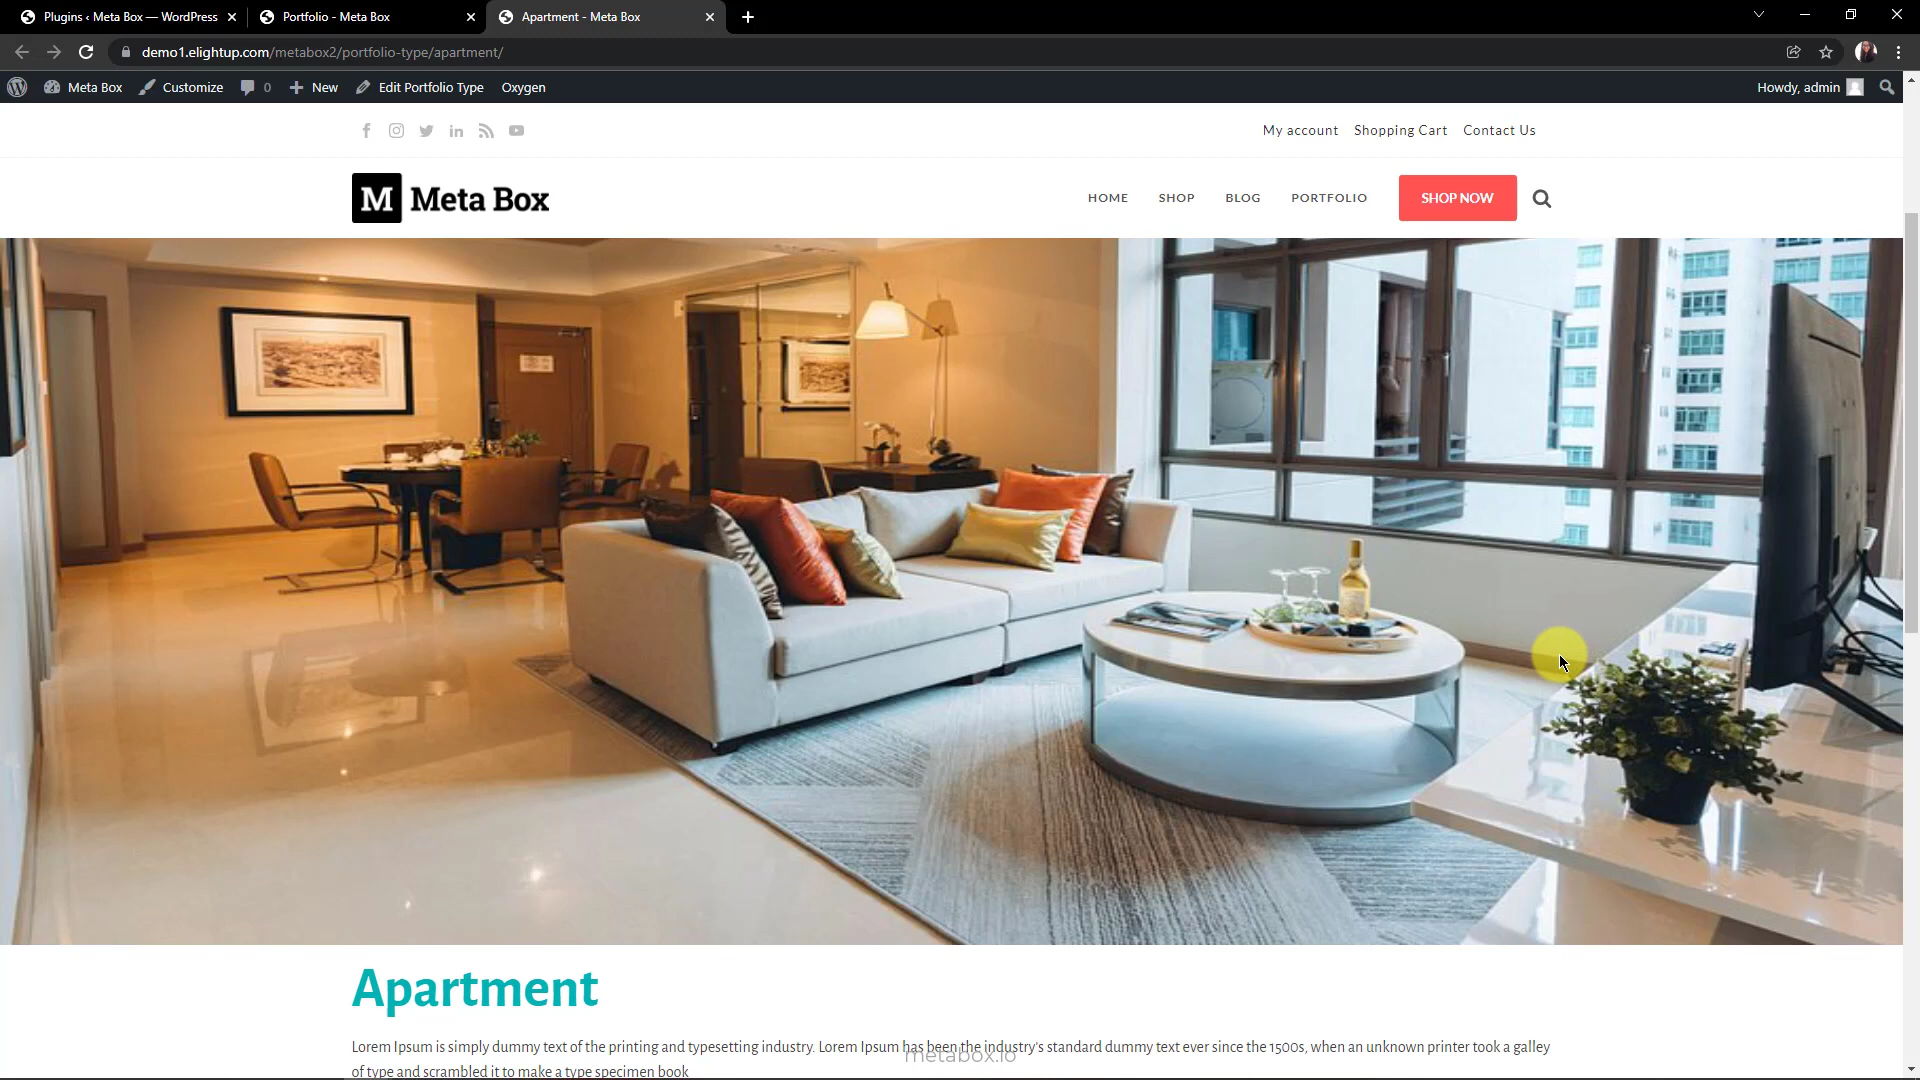 Plugins ‹ Meta Box — WordPress
Portfolio - Meta Box
Apartment - Meta Box
demo1.elightup.com/metabox2/portfolio-type/apartment/
Meta Box
Customize
0
New
Edit Portfolio Type
Oxygen
Howdy, admin
My account
Shopping Cart
Contact Us
M Meta Box
HOME
SHOP
BLOG
PORTFOLIO
SHOP NOW
Apartment
Lorem Ipsum is simply dummy text of the printing and typesetting industry. Lorem Ipsum has been the industry's standard dummy text ever since the 1500s, when an unknown printer took a galley
of type and scrambled it to make a type specimen book
metabox.io